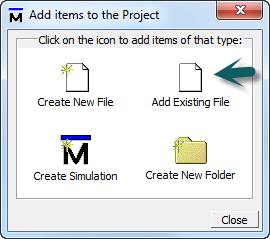 Add items to the Project
Click on the icon to add items of that type:
Create New File
Add Existing File
Create Simulation
Create New Folder
Close